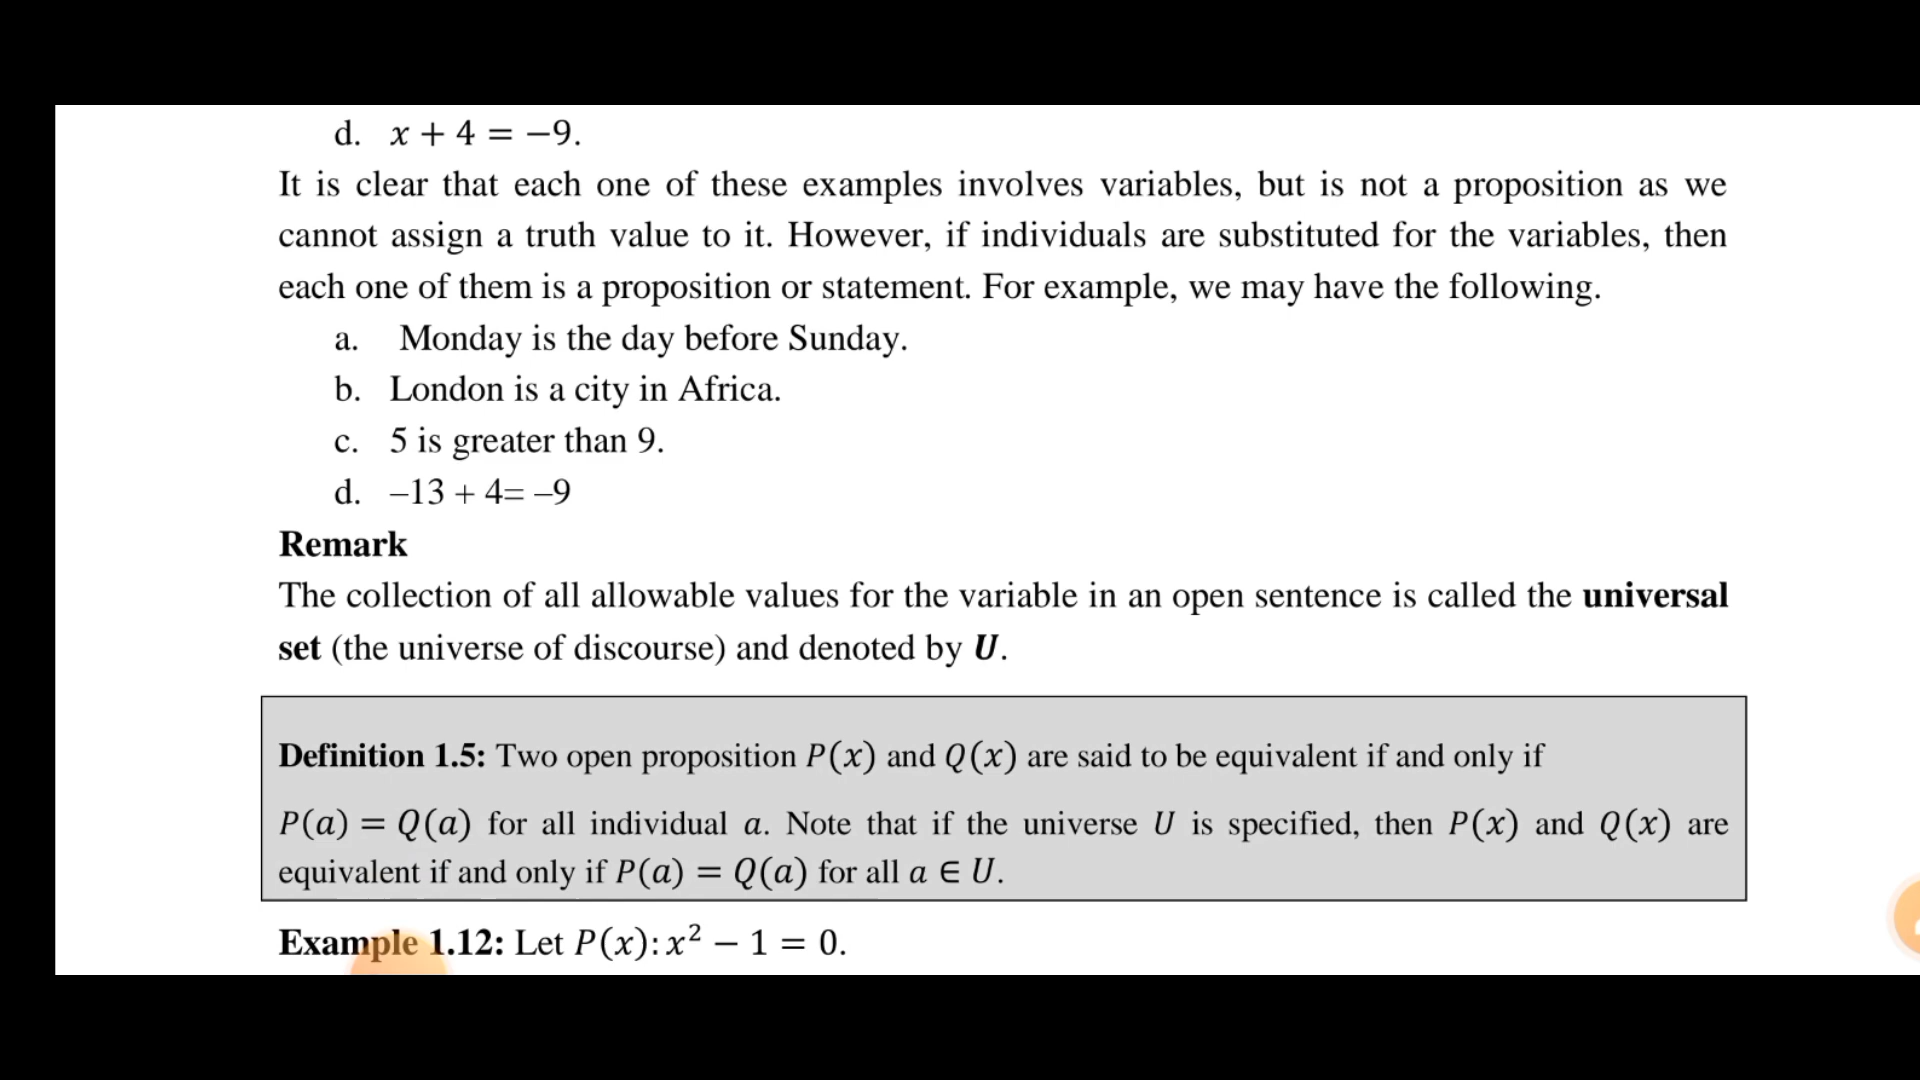 d. x + 4 = −9.
It is clear that each one of these examples involves variables, but is not a proposition as we
cannot assign a truth value to it. However, if individuals are substituted for the variables, then
each one of them is a proposition or statement. For example, we may have the following.
a. Monday is the day before Sunday.
b. London is a city in Africa.
c. 5 is greater than 9.
d. –13 + 4= –9
Remark
The collection of all allowable values for the variable in an open sentence is called the universal
set (the universe of discourse) and denoted by U.
Definition 1.5: Two open proposition P(x) and Q(x) are said to be equivalent if and only if
P(a) = Q(a) for all individual a. Note that if the universe U is specified, then P(x) and Q(x) are
equivalent if and only if P(a) = Q(a) for all a ∈ U.
Example 1.12: Let P(x): x² − 1 = 0.